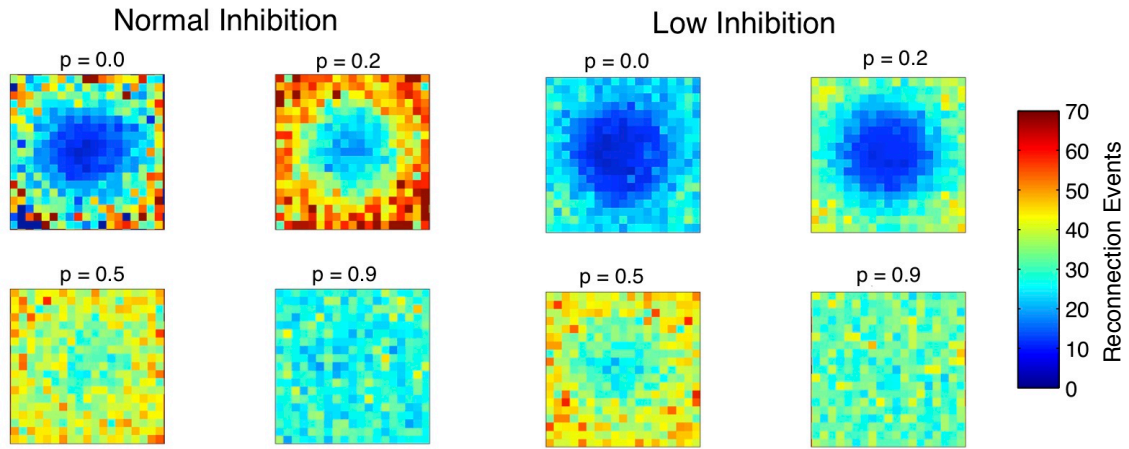 Normal Inhibition
Low Inhibition
p = 0.0
p = 0.2
p = 0.0
p = 0.2
p = 0.5
p = 0.9
p = 0.5
p = 0.9
70
60
50
40
30
20
10
0
Reconnection Events